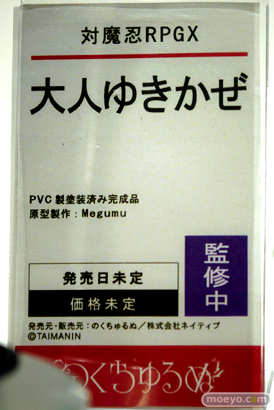 対魔忍RPGX
大人ゆきかぜ
PVC製塗装済み完成品
原型製作：Megumu
監修中
発売日未定
価格未定
発売元・販売元：のくちゅるぬ／株式会社ネイティブ
©TAIMANIN
のくちゅるぬ
moeyo.com